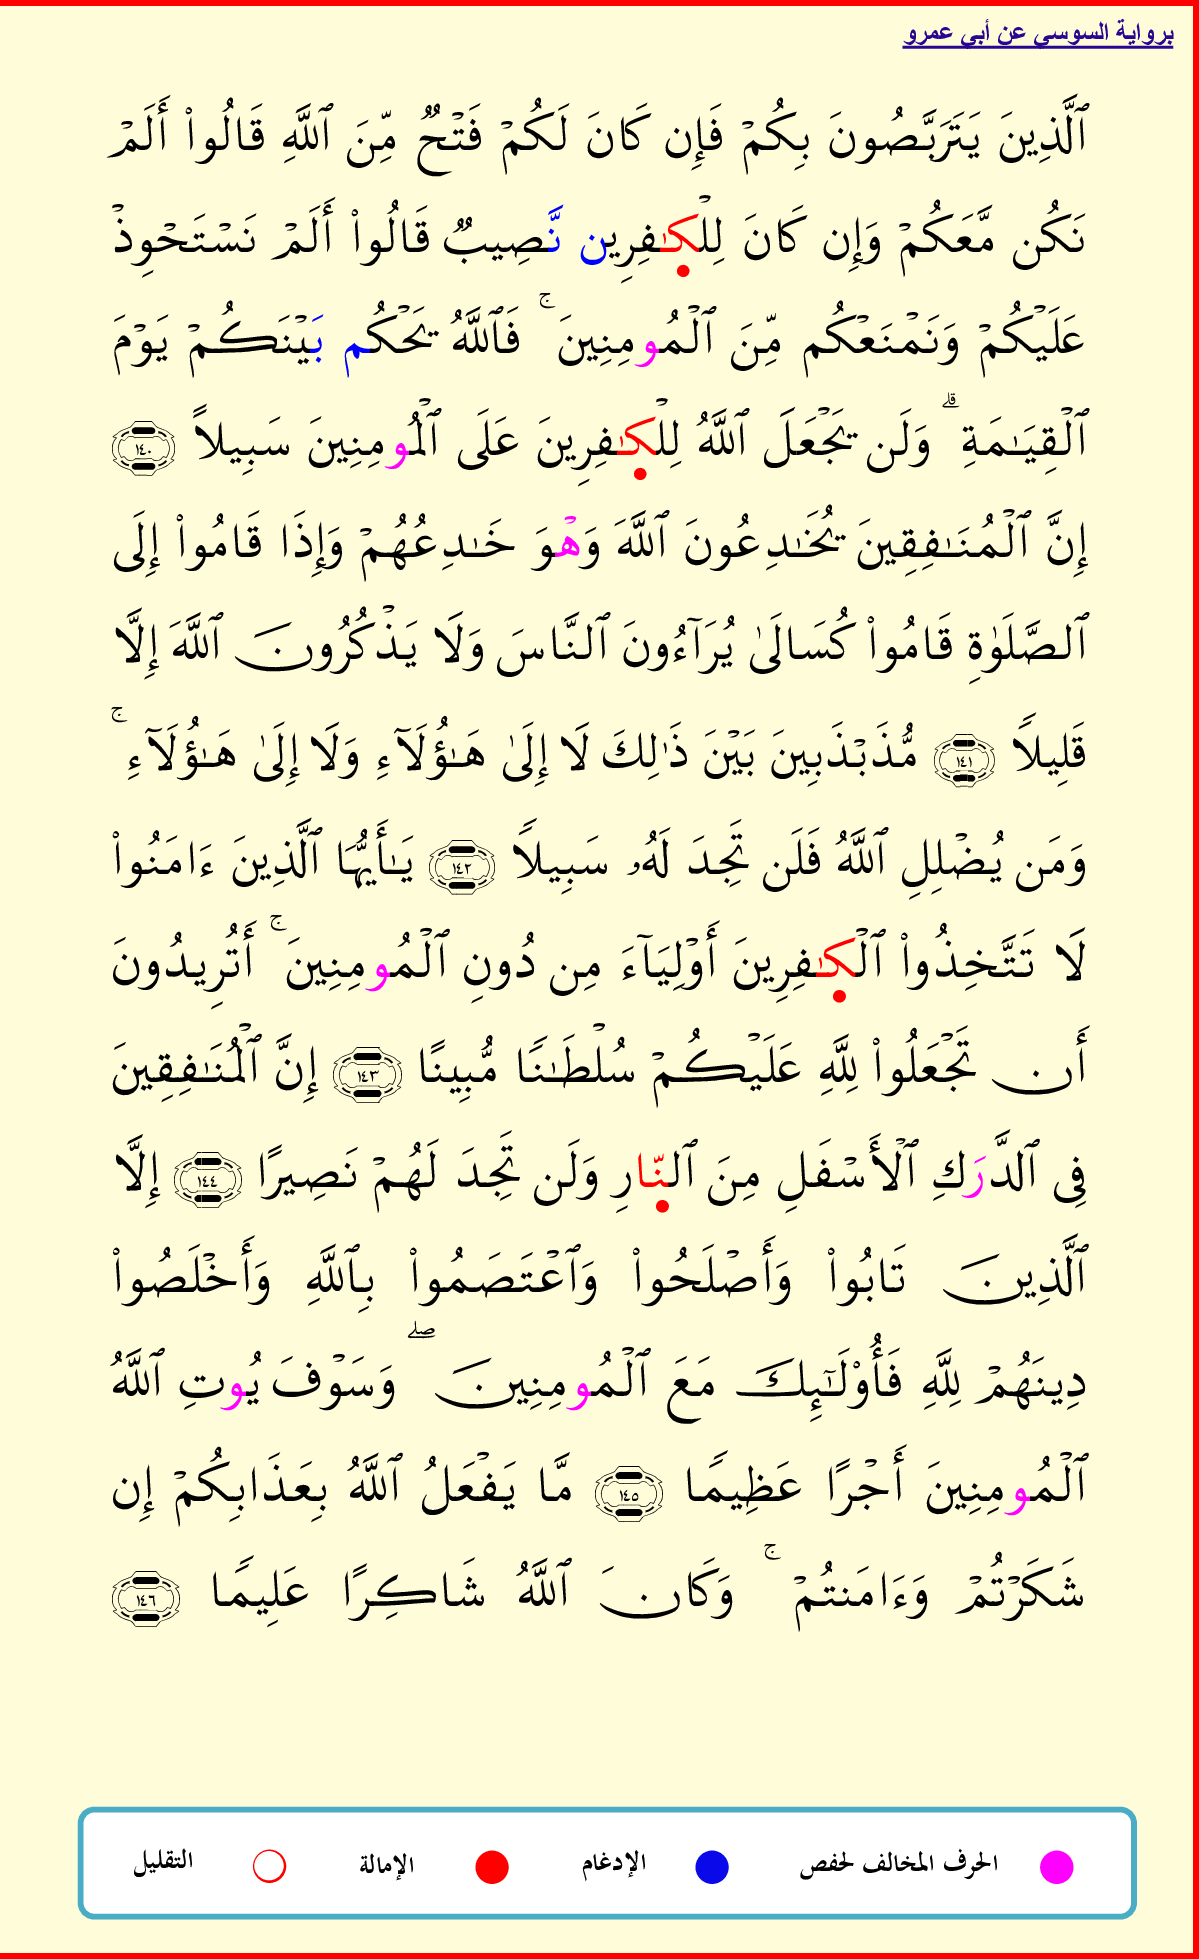 برواية السوسي عن أبي عمرو
ٱلَّذِينَ يَتَرَبَّصُونَ بِكُمْ فَإِن كَانَ لَكُمْ فَتْحٌ مِّنَ ٱللَّهِ قَالُوا۟ أَلَمْ
نَكُن مَّعَكُمْ وَإِن كَانَ لِلْكَـٰفِرِين نَّصِيبٌ قَالُوا۟ أَلَمْ نَسْتَحْوِذْ
عَلَيْكُمْ وَنَمْنَعْكُم مِّنَ ٱلْمُومِنِينَ ۚ فَٱللَّهُ يَحْكُم بَيْنَكُمْ يَوْمَ
ٱلْقِيَـٰمَةِ ۗ وَلَن يَجْعَلَ ٱللَّهُ لِلْكَـٰفِرِينَ عَلَى ٱلْمُومِنِينَ سَبِيلاً ١٤٠
إِنَّ ٱلْمُنَـٰفِقِينَ يُخَـٰدِعُونَ ٱللَّهَ وَهْوَ خَـٰدِعُهُمْ وَإِذَا قَامُوا۟ إِلَى
ٱلصَّلَوٰةِ قَامُوا۟ كُسَالَىٰ يُرَآءُونَ ٱلنَّاسَ وَلَا يَذْكُرُونَ ٱللَّهَ إِلَّا
قَلِيلاً ١٤١ مُّذَبْذَبِينَ بَيْنَ ذَٰلِكَ لَا إِلَىٰ هَـٰؤُلَآءِ وَلَا إِلَىٰ هَـٰؤُلَآءِ ۚ
وَمَن يُضْلِلِ ٱللَّهُ فَلَن تَجِدَ لَهُۥ سَبِيلاً ١٤٢ يَـٰأَيُّهَا ٱلَّذِينَ ءَامَنُوا۟
لَا تَتَّخِذُوا۟ ٱلْكَـٰفِرِينَ أَوْلِيَآءَ مِن دُونِ ٱلْمُومِنِينَ ۚ أَتُرِيدُونَ
أَن تَجْعَلُوا۟ لِلَّهِ عَلَيْكُمْ سُلْطَـٰنًا مُّبِينًا ١٤٣ إِنَّ ٱلْمُنَـٰفِقِينَ
فِى ٱلدَّرَكِ ٱلْأَسْفَلِ مِنَ ٱلنّارِ وَلَن تَجِدَ لَهُمْ نَصِيرًا ١٤٤ إِلَّا
ٱلَّذِينَ تَابُوا۟ وَأَصْلَحُوا۟ وَٱعْتَصَمُوا۟ بِٱللَّهِ وَأَخْلَصُوا۟
دِينَهُمْ لِلَّهِ فَأُوْلَـٰٓئِكَ مَعَ ٱلْمُومِنِينَ ۖ وَسَوْفَ يُوتِ ٱللَّهُ
ٱلْمُومِنِينَ أَجْرًا عَظِيمًا ١٤٥ مَّا يَفْعَلُ ٱللَّهُ بِعَذَابِكُمْ إِن
شَكَرْتُمْ وَءَامَنتُمْ ۚ وَكَانَ ٱللَّهُ شَاكِرًا عَلِيمًا ١٤٦
الحرف المخالف لحفص الإدغام الإمالة التقليل